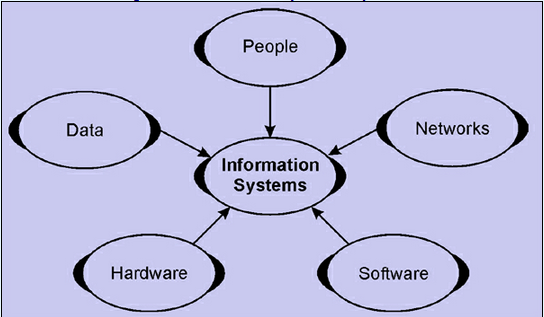 People
Data
Networks
Information
Systems
Hardware
Software